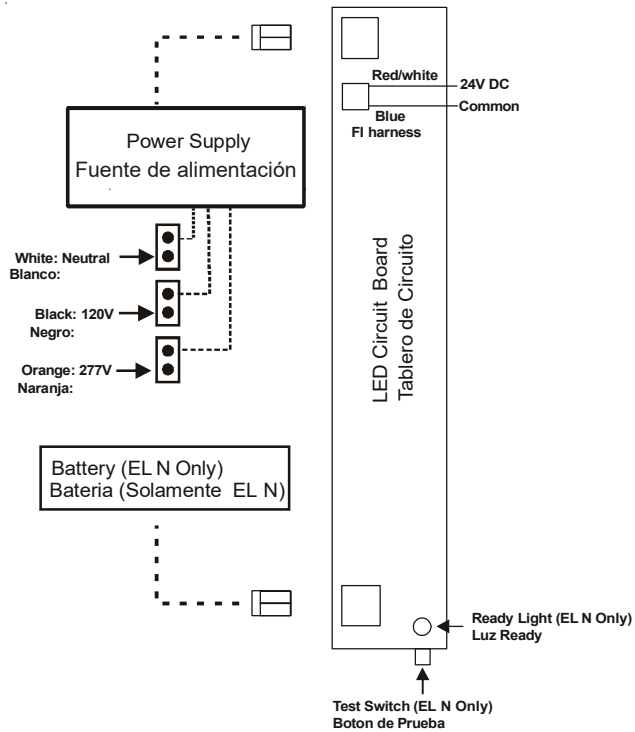 Power Supply
Fuente de alimentación
White: Neutral
Blanco:
Black: 120V
Negro:
Orange: 277V
Naranja:
Battery (EL N Only)
Bateria (Solamente EL N)
Red/white
24V DC
Common
Blue
FI harness
LED Circuit Board
Tablero de Circuito
Ready Light (EL N Only)
Luz Ready
Test Switch (EL N Only)
Boton de Prueba